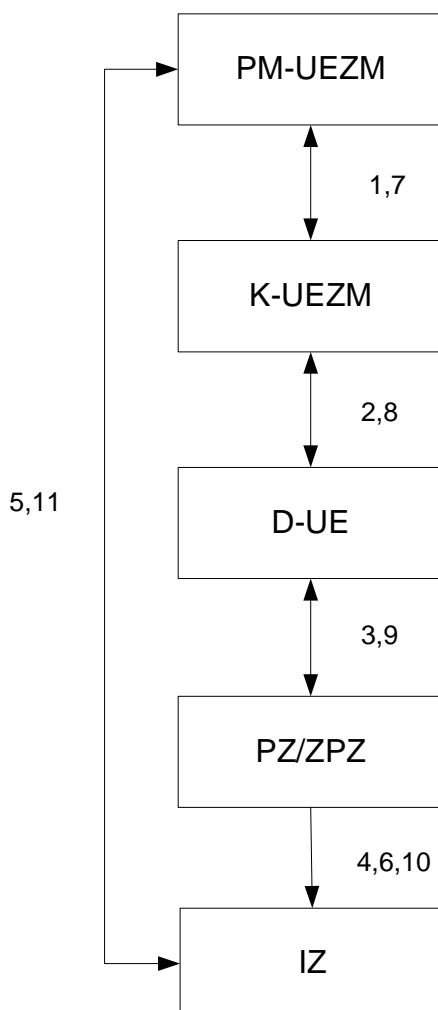 PM-UEZM
1,7
K-UEZM
2,8
5,11
D-UE
3,9
PZ/ZPZ
4,6,10
IZ